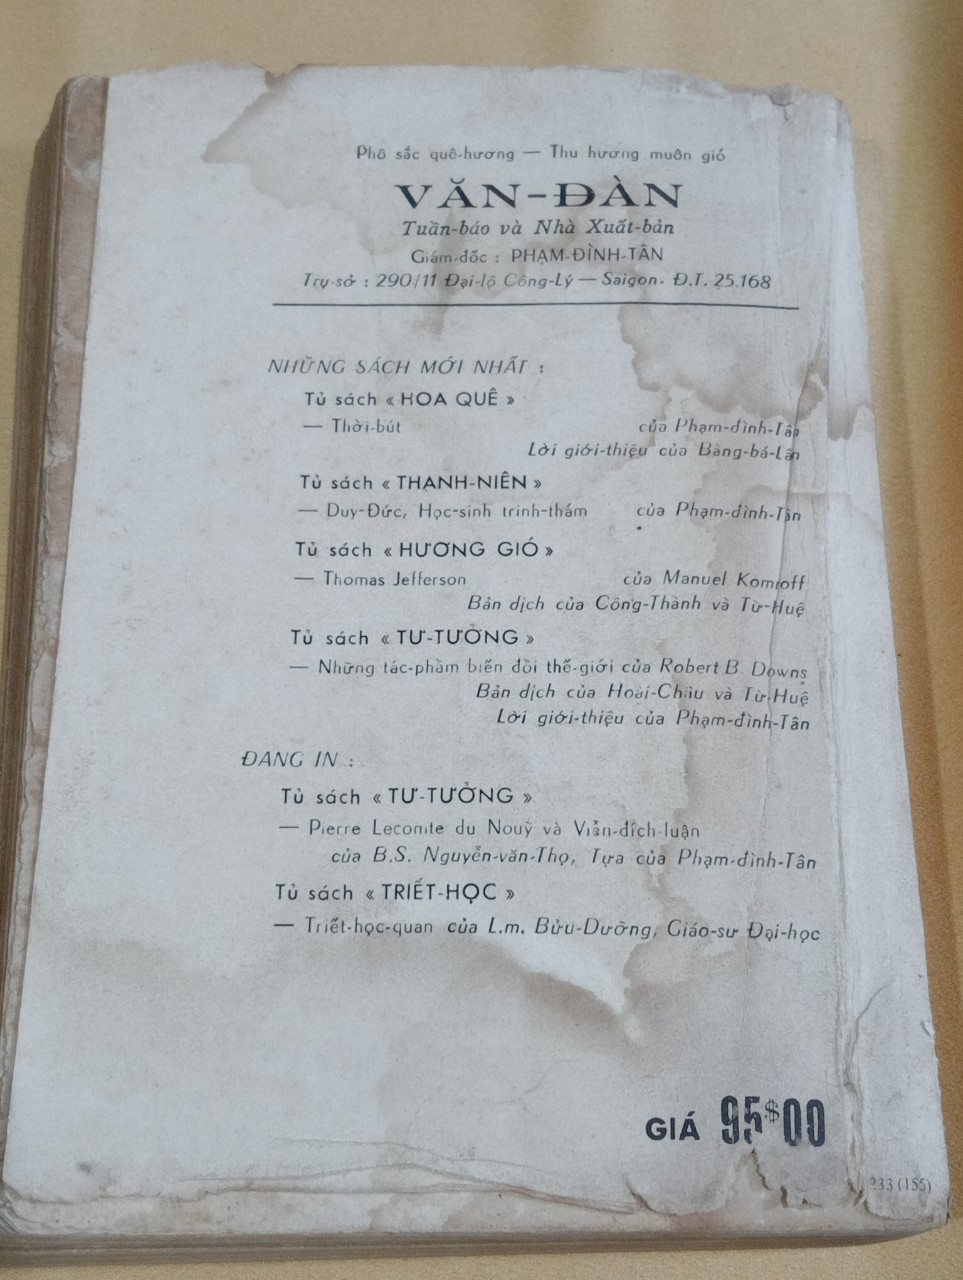 Phô sắc quê-hương — Thu hương muôn gió
VĂN-ĐÀN
Tuần-báo và Nhà Xuất-bản
Giám-đốc : PHẠM-ĐÌNH-TÂN
Trụ-sở : 290/11 Đại-lộ Công-Lý — Saigon. Đ.T. 25.168
NHỮNG SÁCH MỚI NHẤT :
Tủ sách « HOA QUÊ »
— Thời-bút của Phạm-đình-Tân
Lời giới-thiệu của Bàng-bá-Lân
Tủ sách « THANH-NIÊN »
— Duy-Đức, Học-sinh trinh-thám của Phạm-đình-Tân
Tủ sách « HƯƠNG GIÓ »
— Thomas Jefferson của Manuel Komroff
Bản dịch của Công-Thành và Từ-Huệ
Tủ sách « TƯ-TƯỞNG »
— Những tác-phẩm biến đổi thế-giới của Robert B. Downs
Bản dịch của Hoài-Châu và Từ-Huệ
Lời giới-thiệu của Phạm-đình-Tân
ĐANG IN :
Tủ sách « TƯ-TƯỞNG »
— Pierre Lecomte du Nouÿ và Viễn-đích-luận
của B.S. Nguyễn-văn-Thọ, Tựa của Phạm-đình-Tân
Tủ sách « TRIẾT-HỌC »
— Triết-học-quan của L.m. Bửu-Dưỡng, Giáo-sư Đại-học
GIÁ 95$00
233 (155)